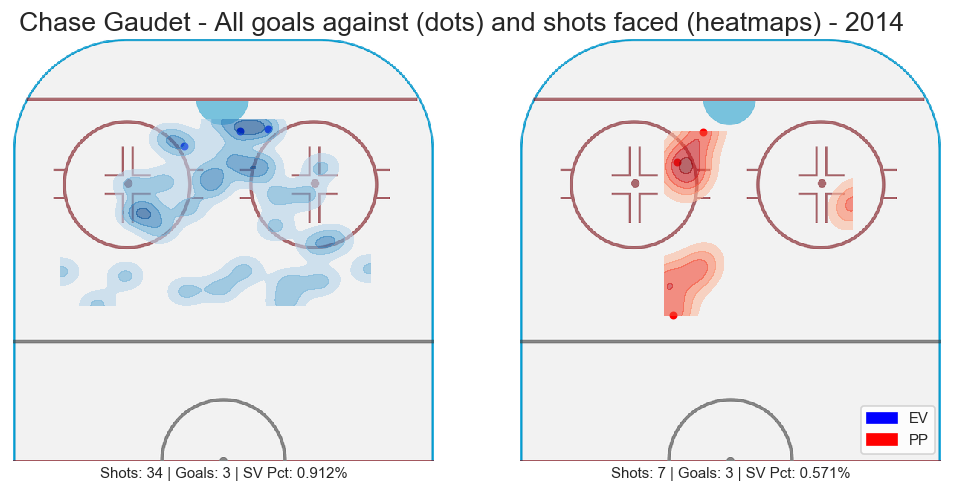 Chase Gaudet - All goals against (dots) and shots faced (heatmaps) - 2014
EV
PP
Shots: 34 | Goals: 3 | SV Pct: 0.912%
Shots: 7 | Goals: 3 | SV Pct: 0.571%